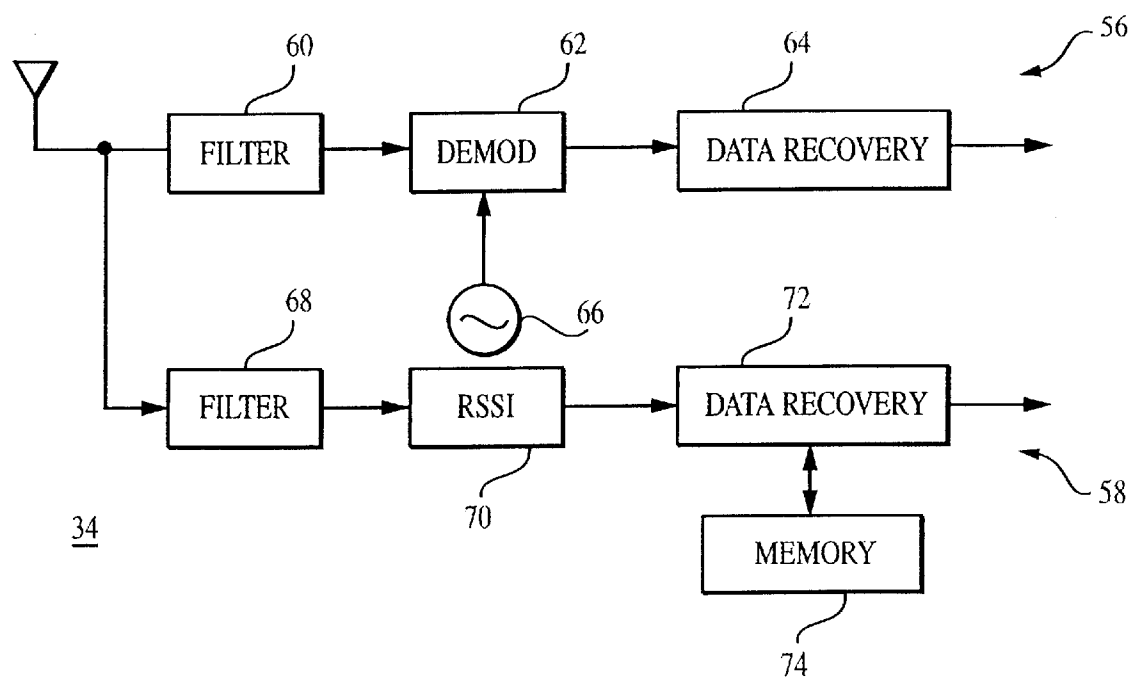 56
60
62
64
FILTER
DEMOD
DATA RECOVERY
66
68
72
FILTER
RSSI
DATA RECOVERY
70
58
34
MEMORY
74